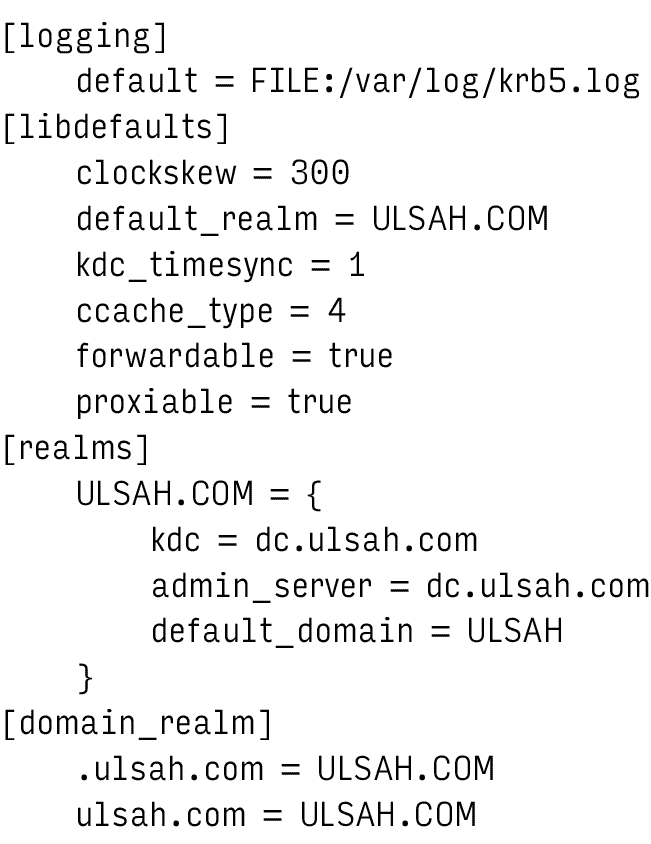 [logging]
    default = FILE:/var/log/krb5.log
[libdefaults]
    clockskew = 300
    default_realm = ULSAH.COM
    kdc_timesync = 1
    ccache_type = 4
    forwardable = true
    proxiable = true
[realms]
    ULSAH.COM = {
        kdc = dc.ulsah.com
        admin_server = dc.ulsah.com
        default_domain = ULSAH
    }
[domain_realm]
    .ulsah.com = ULSAH.COM
    ulsah.com = ULSAH.COM